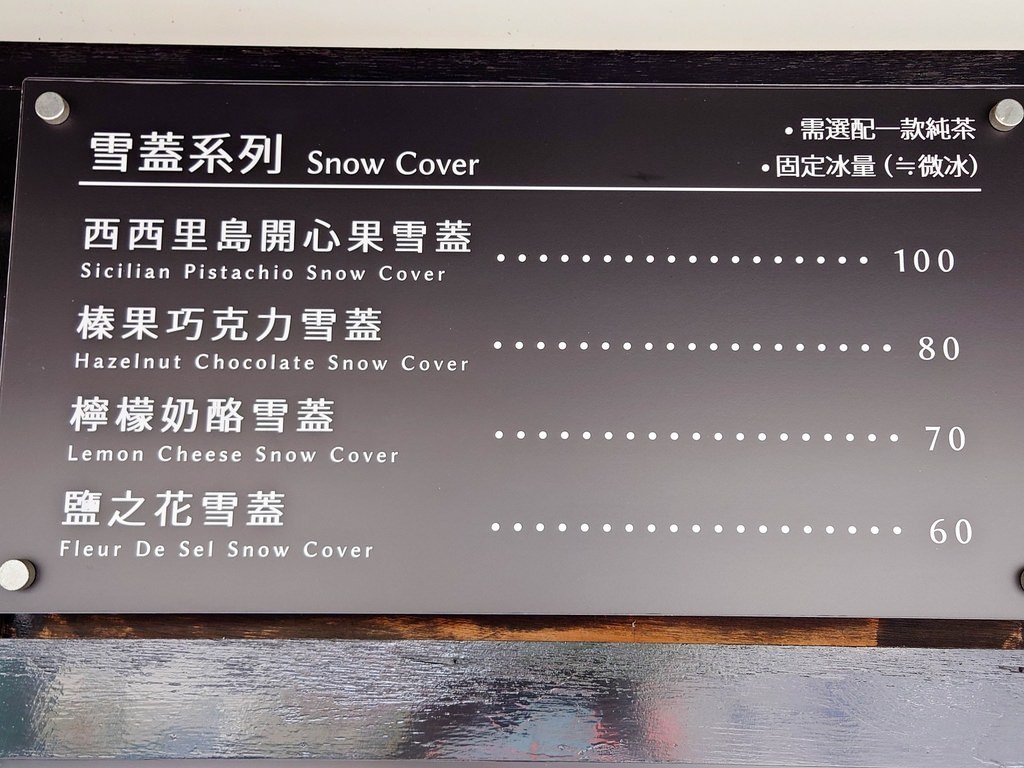 雪蓋系列 Snow Cover
•需選配一款純茶
•固定冰量(≒微冰)
西西里島開心果雪蓋 100
Sicilian Pistachio Snow Cover
榛果巧克力雪蓋 80
Hazelnut Chocolate Snow Cover
檸檬奶酪雪蓋 70
Lemon Cheese Snow Cover
鹽之花雪蓋 60
Fleur De Sel Snow Cover